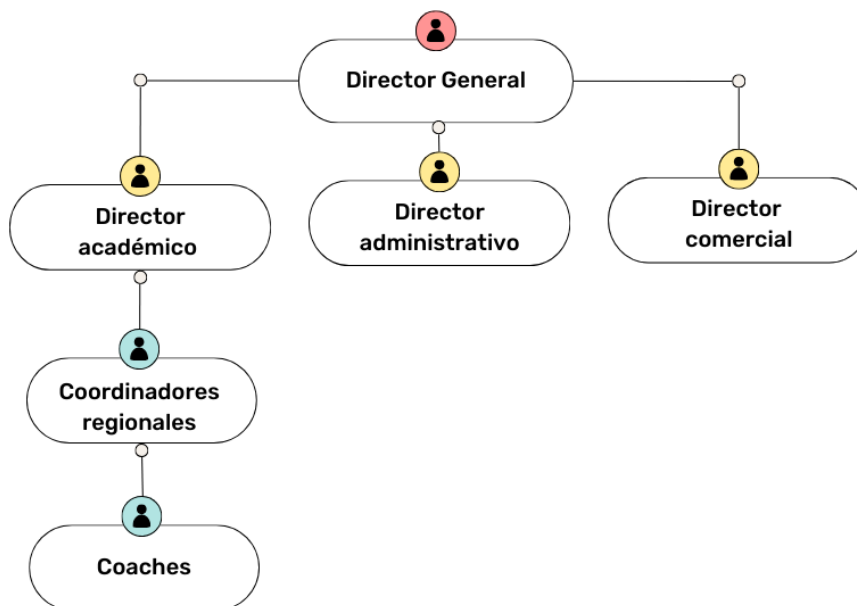 Director General
Director
académico
Director
administrativo
Director
comercial
Coordinadores
regionales
Coaches